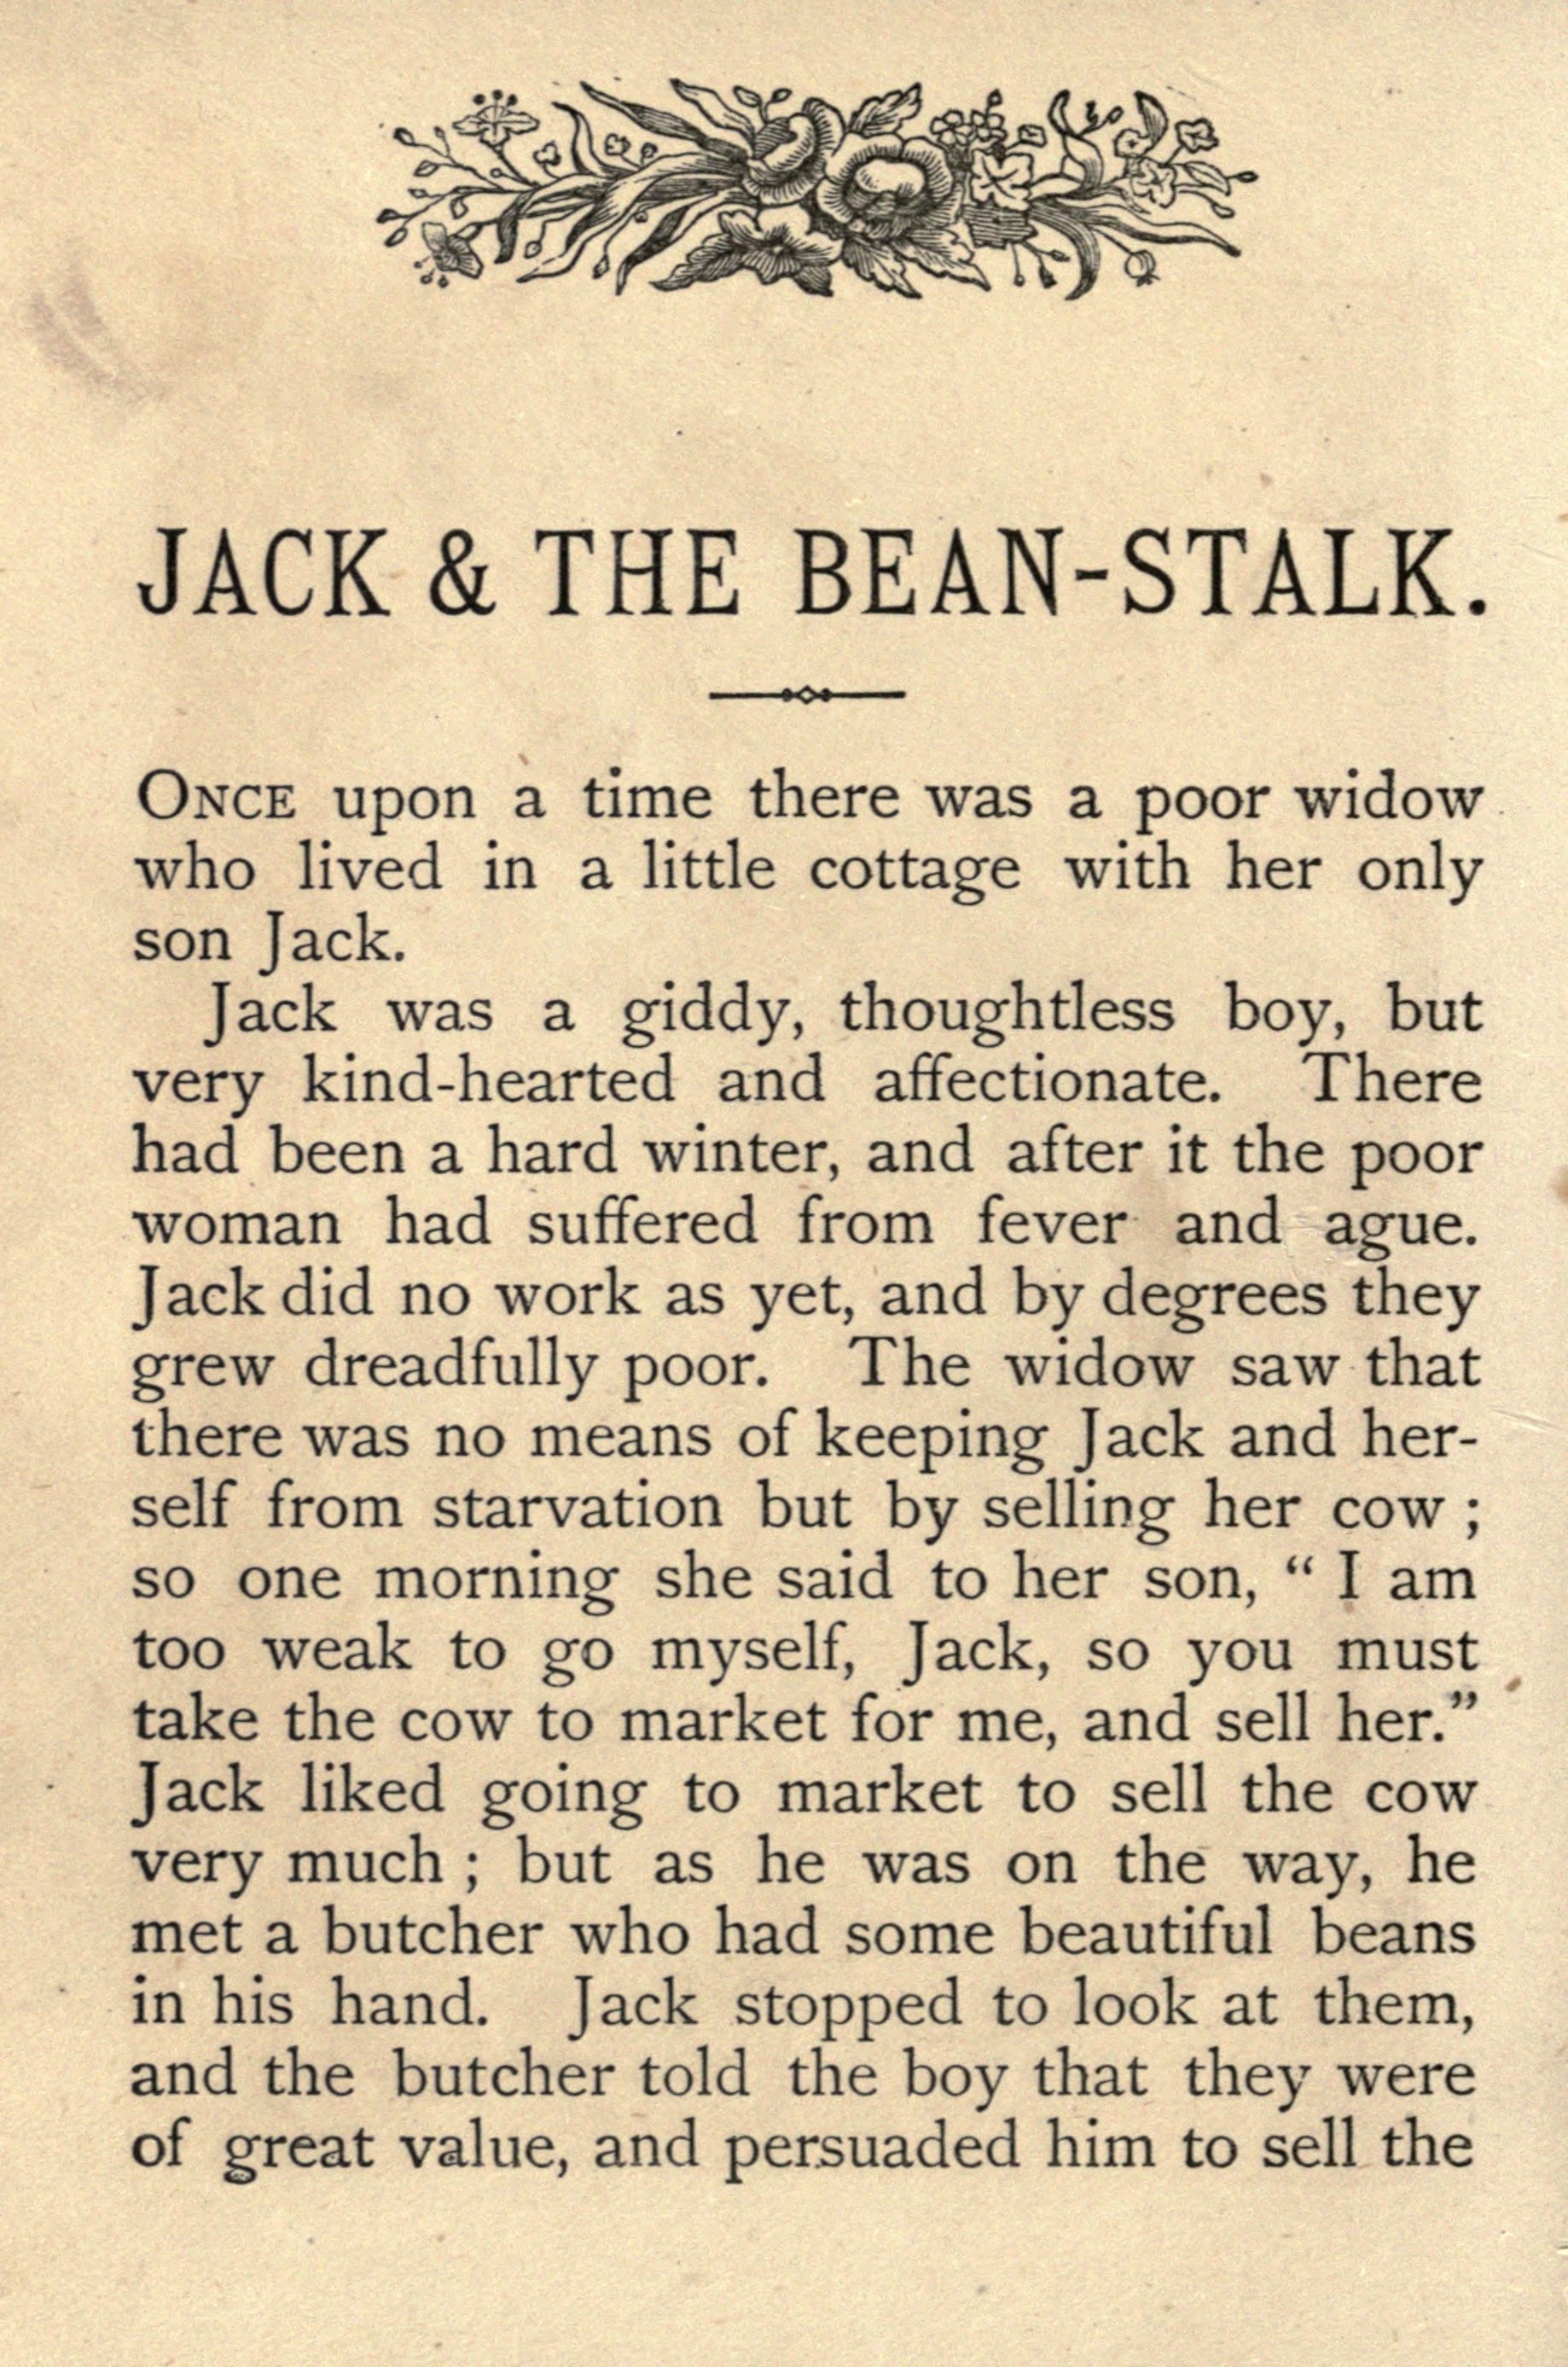 JACK & THE BEAN-STALK.
ONCE upon a time there was a poor widow
who lived in a little cottage with her only
son Jack.
Jack was a giddy, thoughtless boy, but
very kind-hearted and affectionate. There
had been a hard winter, and after it the poor
woman had suffered from fever and ague.
Jack did no work as yet, and by degrees they
grew dreadfully poor. The widow saw that
there was no means of keeping Jack and her-
self from starvation but by selling her cow ;
so one morning she said to her son, “ I am
too weak to go myself, Jack, so you must
take the cow to market for me, and sell her.”
Jack liked going to market to sell the cow
very much ; but as he was on the way, he
met a butcher who had some beautiful beans
in his hand. Jack stopped to look at them,
and the butcher told the boy that they were
of great value, and persuaded him to sell the